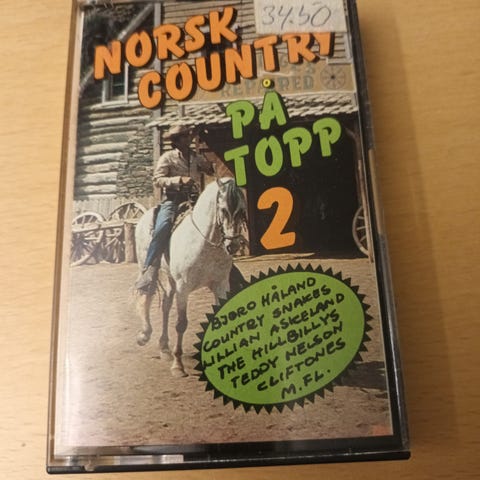 34.50
NORSK
COUNTRY
PÅ
TOPP
2
BJØRO HÅLAND
COUNTRY SNAKES
LILLIAN ASKELAND
THE HILLBILLYS
TEDDY NELSON
CLIFTONES
M.FL.